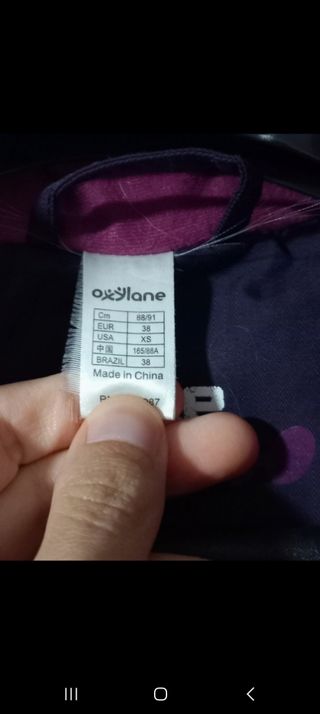 oxylane
Cm 88/91
EUR 38
USA XS
中国 165/88A
BRAZIL 38
Made in China